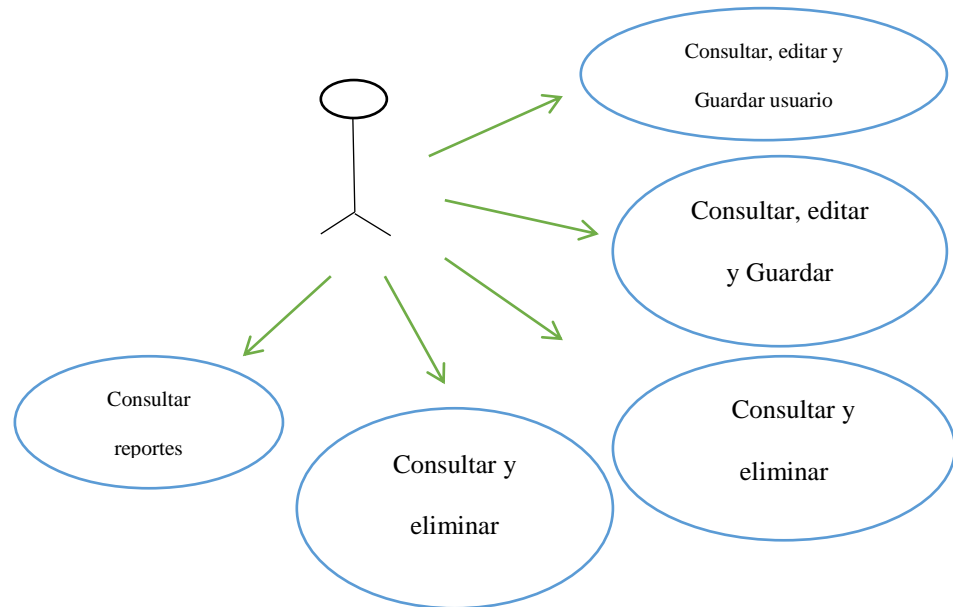 Consultar, editar y
Guardar usuario
Consultar, editar
y Guardar
Consultar y
eliminar
Consultar y
eliminar
Consultar
reportes